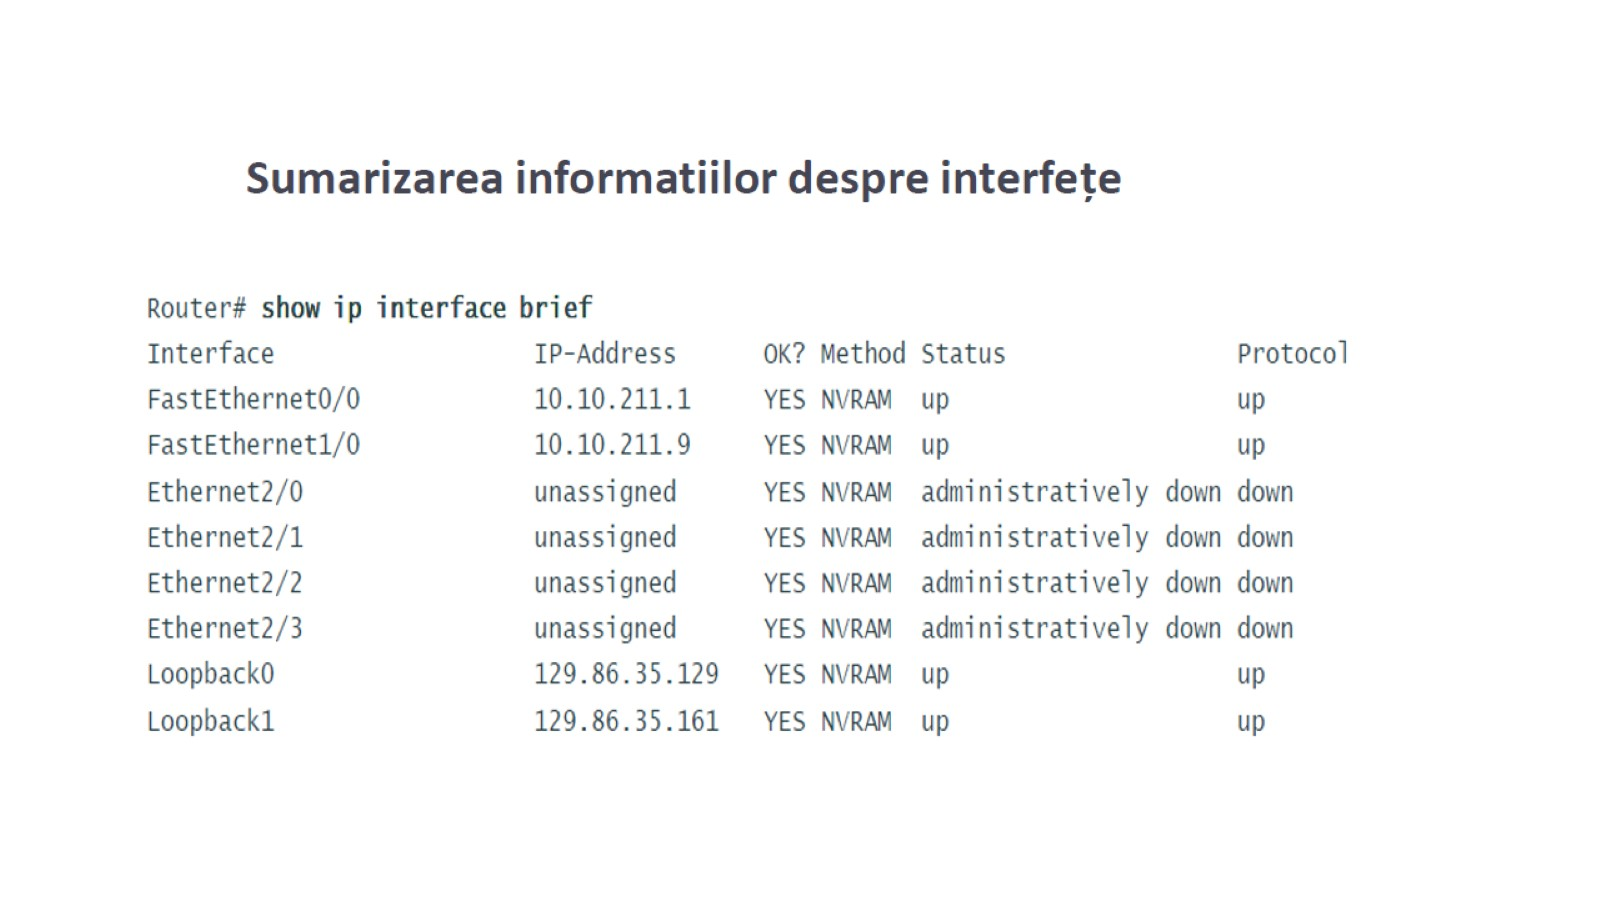 Sumarizarea informatiilor despre interfețe
Router# show ip interface brief
Interface IP-Address OK? Method Status Protocol
FastEthernet0/0 10.10.211.1 YES NVRAM up up
FastEthernet1/0 10.10.211.9 YES NVRAM up up
Ethernet2/0 unassigned YES NVRAM administratively down down
Ethernet2/1 unassigned YES NVRAM administratively down down
Ethernet2/2 unassigned YES NVRAM administratively down down
Ethernet2/3 unassigned YES NVRAM administratively down down
Loopback0 129.86.35.129 YES NVRAM up up
Loopback1 129.86.35.161 YES NVRAM up up